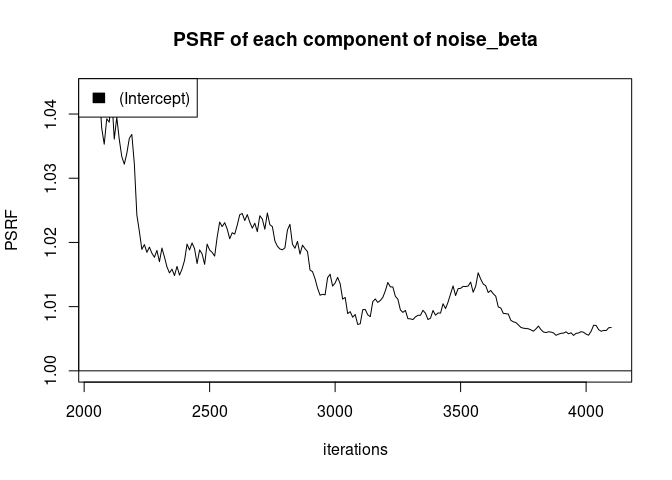 PSRF of each component of noise_beta
(Intercept)
PSRF
1.04
1.03
1.02
1.01
1.00
2000 2500 3000 3500 4000
iterations